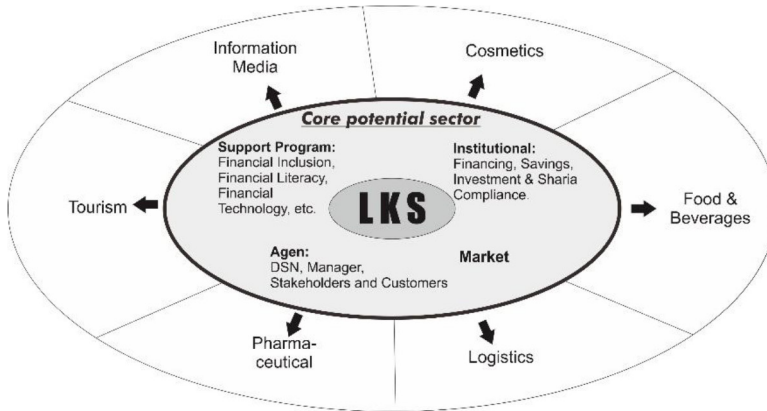 Information
Media
Cosmetics
Core potential sector
Support Program:
Financial Inclusion,
Financial Literacy,
Financial
Technology, etc.
Institutional:
Financing, Savings,
Investment & Sharia
Compliance.
Tourism
LKS
Food &
Beverages
Agen:
DSN, Manager,
Stakeholders and Customers
Market
Pharma-
ceutical
Logistics